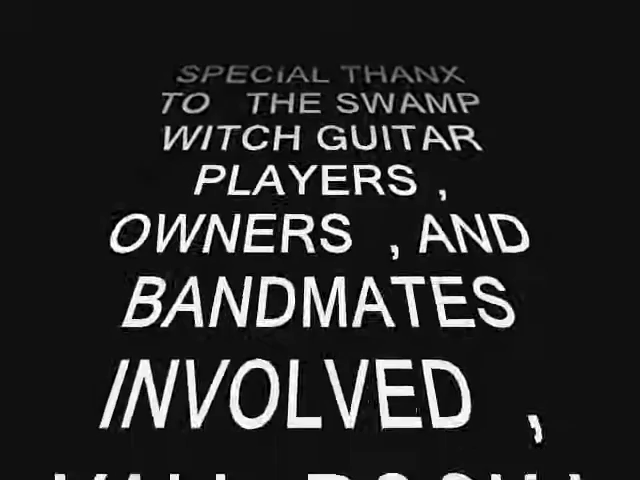 SPECIAL THANX
TO THE SWAMP
WITCH GUITAR
PLAYERS ,
OWNERS , AND
BANDMATES
INVOLVED ,